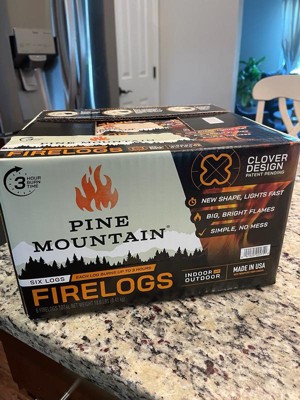 FIRELOGS
3 HOUR
BURN
TIME
CLOVER
DESIGN
PATENT PENDING
NEW SHAPE, LIGHTS FAST
BIG, BRIGHT FLAMES
SIMPLE, NO MESS
PINE
MOUNTAIN
SIX LOGS
EACH LOG BURNS UP TO 3 HOURS
FIRELOGS
INDOOR
OUTDOOR
MADE IN USA